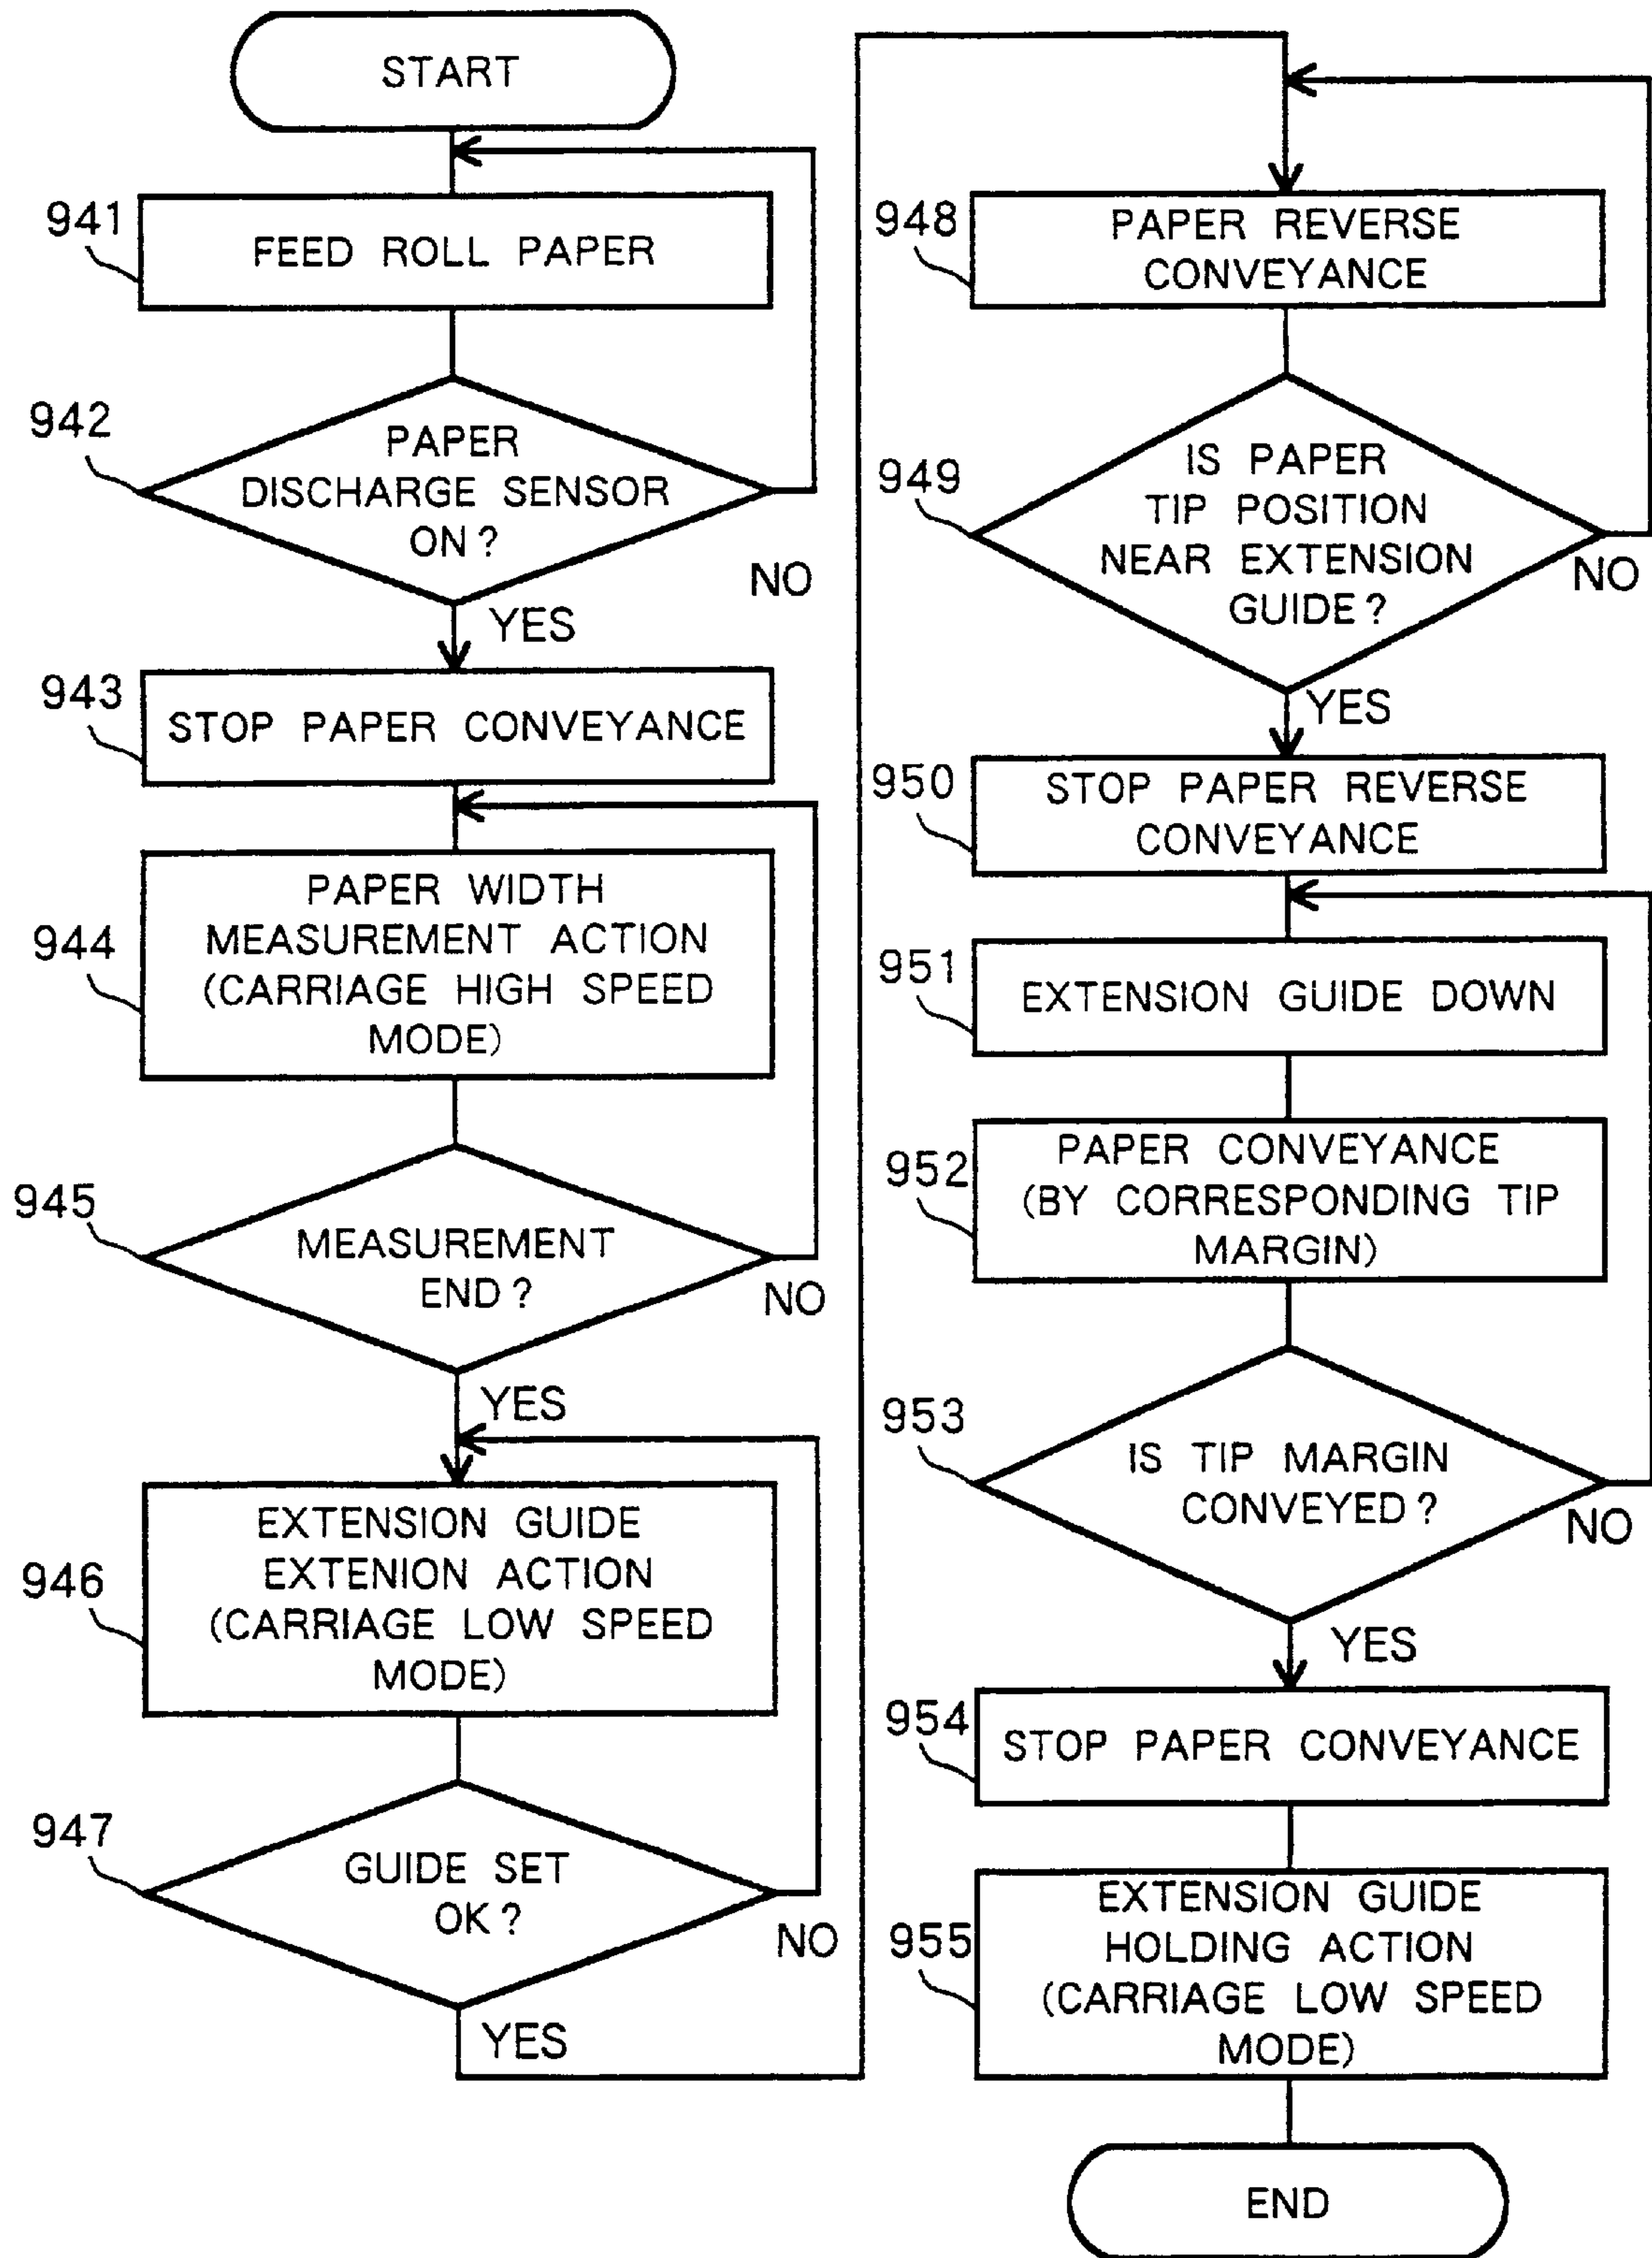 START
941
FEED ROLL PAPER
942
PAPER
DISCHARGE SENSOR
ON?
NO
YES
943
STOP PAPER CONVEYANCE
944
PAPER WIDTH
MEASUREMENT ACTION
(CARRIAGE HIGH SPEED
MODE)
945
MEASUREMENT
END?
NO
YES
946
EXTENSION GUIDE
EXTENION ACTION
(CARRIAGE LOW SPEED
MODE)
947
GUIDE SET
OK?
NO
YES
948
PAPER REVERSE
CONVEYANCE
949
IS PAPER
TIP POSITION
NEAR EXTENSION
GUIDE?
NO
YES
950
STOP PAPER REVERSE
CONVEYANCE
951
EXTENSION GUIDE DOWN
952
PAPER CONVEYANCE
(BY CORRESPONDING TIP
MARGIN)
953
IS TIP MARGIN
CONVEYED?
NO
YES
954
STOP PAPER CONVEYANCE
955
EXTENSION GUIDE
HOLDING ACTION
(CARRIAGE LOW SPEED
MODE)
END